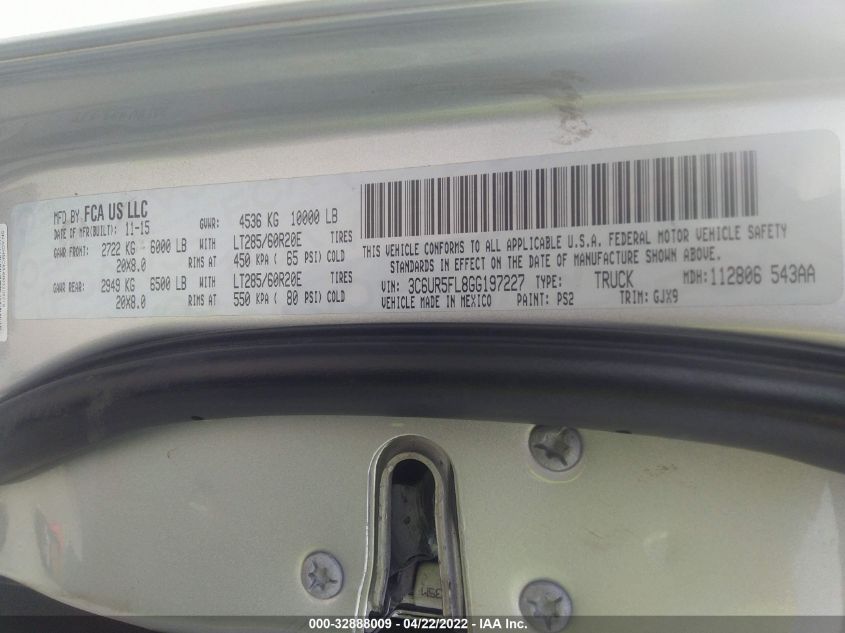 MFD BY FCA US LLC
DATE OF MFR(BUILT): 11-15
GVWR: 4536 KG 10000 LB
GAWR FRONT: 2722 KG 6000 LB WITH LT285/60R20E TIRES
20X8.0 RIMS AT 450 KPA ( 65 PSI) COLD
GAWR REAR: 2949 KG 6500 LB WITH LT285/60R20E TIRES
20X8.0 RIMS AT 550 KPA ( 80 PSI) COLD
THIS VEHICLE CONFORMS TO ALL APPLICABLE U.S.A. FEDERAL MOTOR VEHICLE SAFETY
STANDARDS IN EFFECT ON THE DATE OF MANUFACTURE SHOWN ABOVE.
VIN: 3C6UR5FL8GG197227 TYPE: TRUCK MDH: 112806 543AA
VEHICLE MADE IN MEXICO PAINT: PS2 TRIM: GJX9
000-32888009 - 04/22/2022 - IAA Inc.